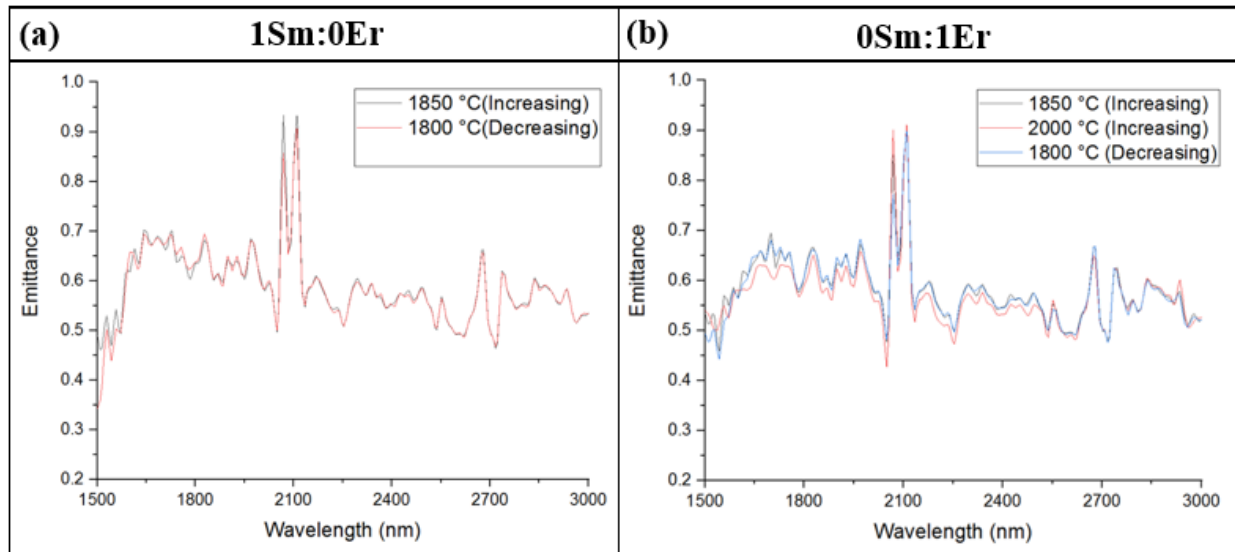 (a) 1Sm:0Er
(b) 0Sm:1Er
1.0
0.9
0.8
0.7
0.6
0.5
0.4
0.3
0.2
Emittance
1850 °C(Increasing)
1800 °C(Decreasing)
1500 1800 2100 2400 2700 3000
Wavelength (nm)
1.0
0.9
0.8
0.7
0.6
0.5
0.4
0.3
0.2
Emittance
1850 °C (Increasing)
2000 °C (Increasing)
1800 °C (Decreasing)
1500 1800 2100 2400 2700 3000
Wavelength (nm)